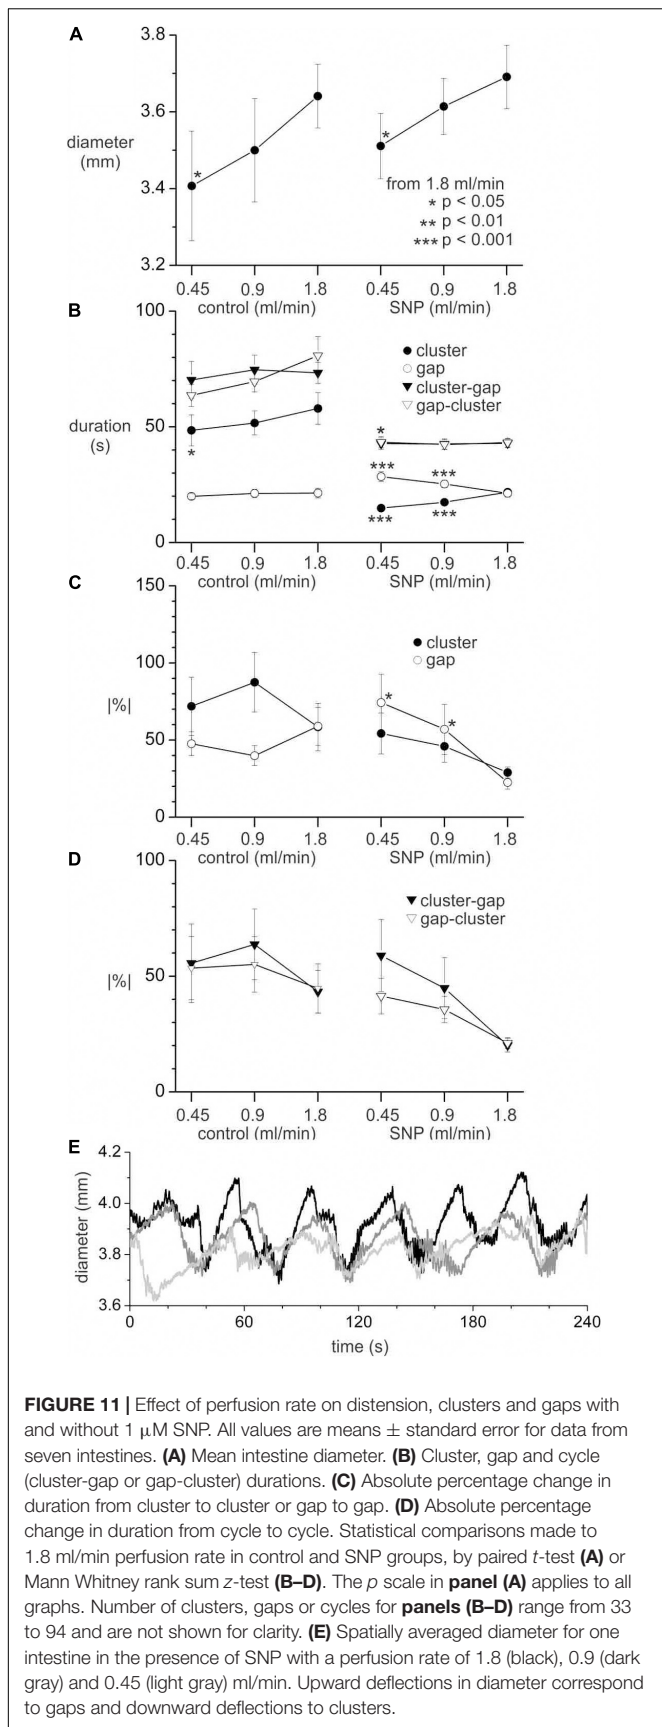 A
3.8
3.6
diameter
(mm)
3.4
3.2
*
*
from 1.8 ml/min
* p < 0.05
** p < 0.01
*** p < 0.001
0.45 0.9 1.8 0.45 0.9 1.8
control (ml/min) SNP (ml/min)
B
100
duration
(s)
50
0
cluster
gap
cluster-gap
gap-cluster
*
*
*** ***
*** ***
0.45 0.9 1.8 0.45 0.9 1.8
control (ml/min) SNP (ml/min)
C
150
100
|%|
50
0
cluster
gap
*
*
0.45 0.9 1.8 0.45 0.9 1.8
control (ml/min) SNP (ml/min)
D
100
|%|
50
0
cluster-gap
gap-cluster
0.45 0.9 1.8 0.45 0.9 1.8
control (ml/min) SNP (ml/min)
E
4.2
4.0
diameter (mm)
3.8
3.6
0 60 120 180 240
time (s)
FIGURE 11 | Effect of perfusion rate on distension, clusters and gaps with
and without 1 μM SNP. All values are means ± standard error for data from
seven intestines. (A) Mean intestine diameter. (B) Cluster, gap and cycle
(cluster-gap or gap-cluster) durations. (C) Absolute percentage change in
duration from cluster to cluster or gap to gap. (D) Absolute percentage
change in duration from cycle to cycle. Statistical comparisons made to
1.8 ml/min perfusion rate in control and SNP groups, by paired t-test (A) or
Mann Whitney rank sum z-test (B–D). The p scale in panel (A) applies to all
graphs. Number of clusters, gaps or cycles for panels (B–D) range from 33
to 94 and are not shown for clarity. (E) Spatially averaged diameter for one
intestine in the presence of SNP with a perfusion rate of 1.8 (black), 0.9 (dark
gray) and 0.45 (light gray) ml/min. Upward deflections in diameter correspond
to gaps and downward deflections to clusters.